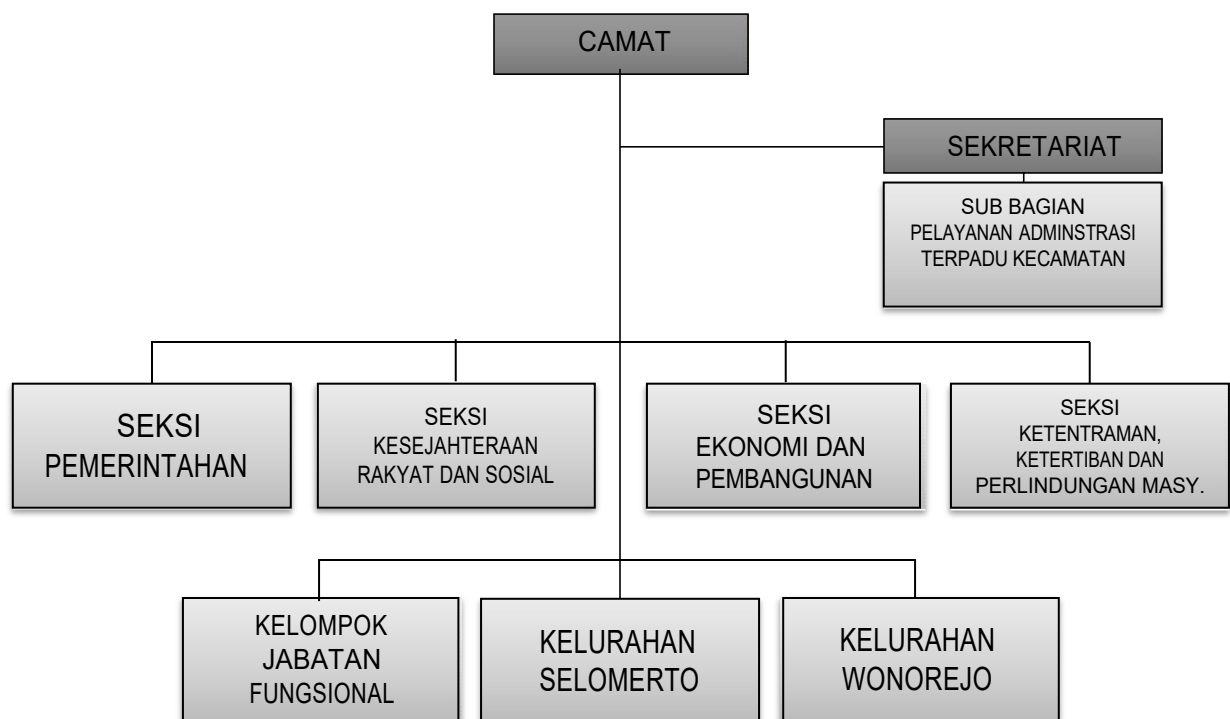 CAMAT
SEKRETARIAT
SUB BAGIAN
PELAYANAN ADMINSTRASI
TERPADU KECAMATAN
SEKSI
PEMERINTAHAN
SEKSI
KESEJAHTERAAN
RAKYAT DAN SOSIAL
SEKSI
EKONOMI DAN
PEMBANGUNAN
SEKSI
KETENTRAMAN,
KETERTIBAN DAN
PERLINDUNGAN MASY.
KELOMPOK
JABATAN
FUNGSIONAL
KELURAHAN
SELOMERTO
KELURAHAN
WONOREJO